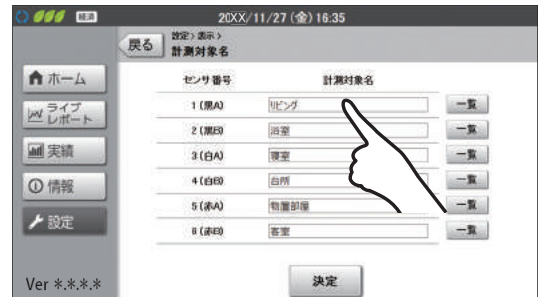 経済
20XX/11/27(金)16:35
戻る
設定>表示>
計測対象名
ホーム
ライブ
レポート
実績
情報
設定
Ver *.*.*.*
センサ番号 計測対象名
1(黒A) リビング 一覧
2(黒B) 浴室 一覧
3(白A) 寝室 一覧
4(白B) 台所 一覧
5(赤A) 物置部屋 一覧
6(赤B) 客室 一覧
決定